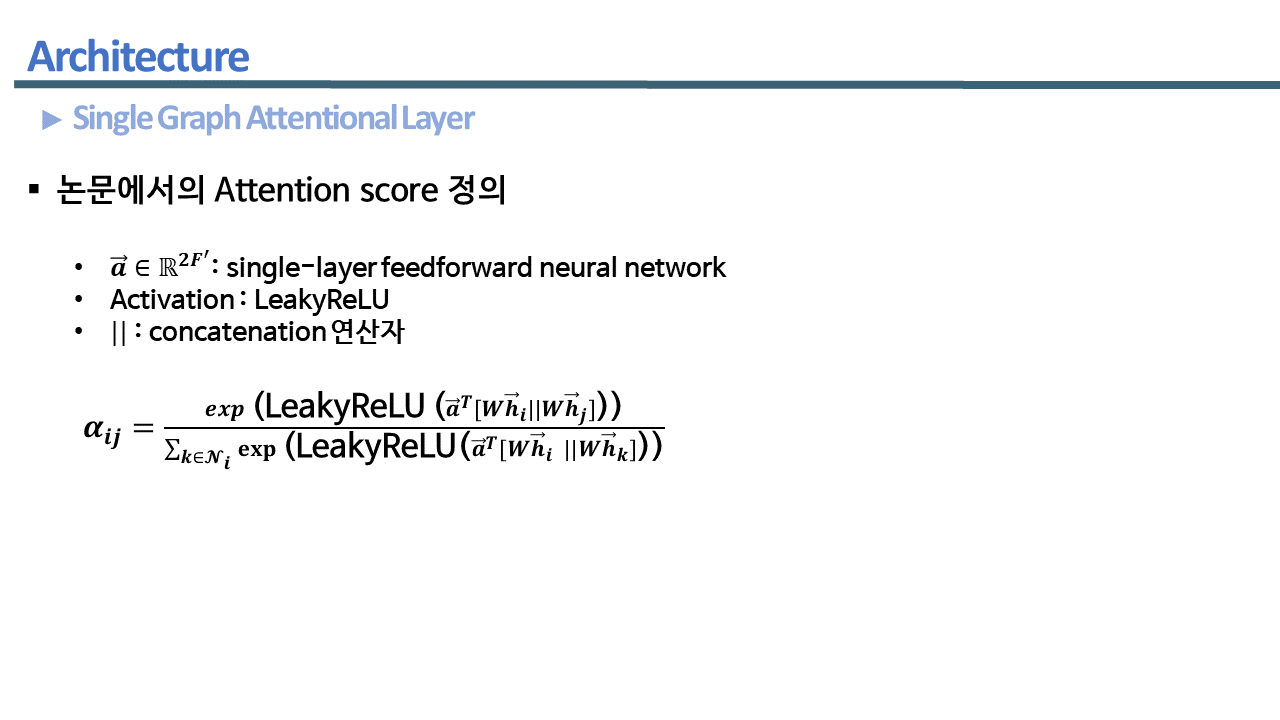 Architecture
► Single Graph Attentional Layer
▪ 논문에서의 Attention score 정의
• $\vec{a} \in \mathbb{R}^{2F'}$: single-layer feedforward neural network
• Activation : LeakyReLU
• || : concatenation 연산자
$\alpha_{ij} = \frac{exp\ (\text{LeakyReLU}\ (\vec{a}^T[W\vec{h}_i||W\vec{h}_j]))}{\sum_{k \in \mathcal{N}_i} \exp\ (\text{LeakyReLU}(\vec{a}^T[W\vec{h}_i\ ||W\vec{h}_k]))}$